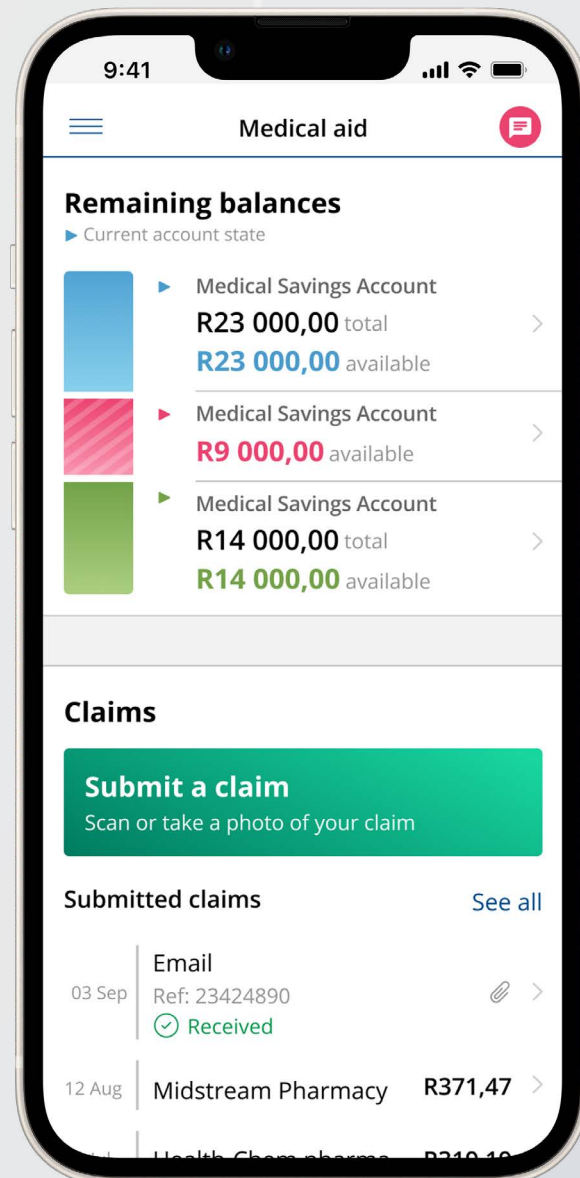 9:41
Medical aid
Remaining balances
Current account state
Medical Savings Account
R23 000,00 total
R23 000,00 available
Medical Savings Account
R9 000,00 available
Medical Savings Account
R14 000,00 total
R14 000,00 available
Claims
Submit a claim
Scan or take a photo of your claim
Submitted claims
See all
Email
03 Sep
Ref: 23424890
Received
12 Aug
Midstream Pharmacy
R371,47